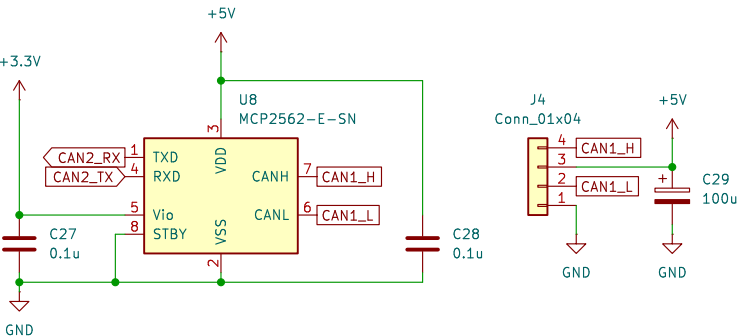 +5V
+3.3V
U8
MCP2562-E-SN
3
VDD
CAN2_RX
1
TXD
CAN2_TX
4
RXD
CANH
7
CAN1_H
5
Vio
CANL
6
CAN1_L
8
STBY
VSS
2
C27
0.1u
C28
0.1u
GND
J4
Conn_01x04
4
CAN1_H
3
2
CAN1_L
1
+5V
+
C29
100u
GND
GND